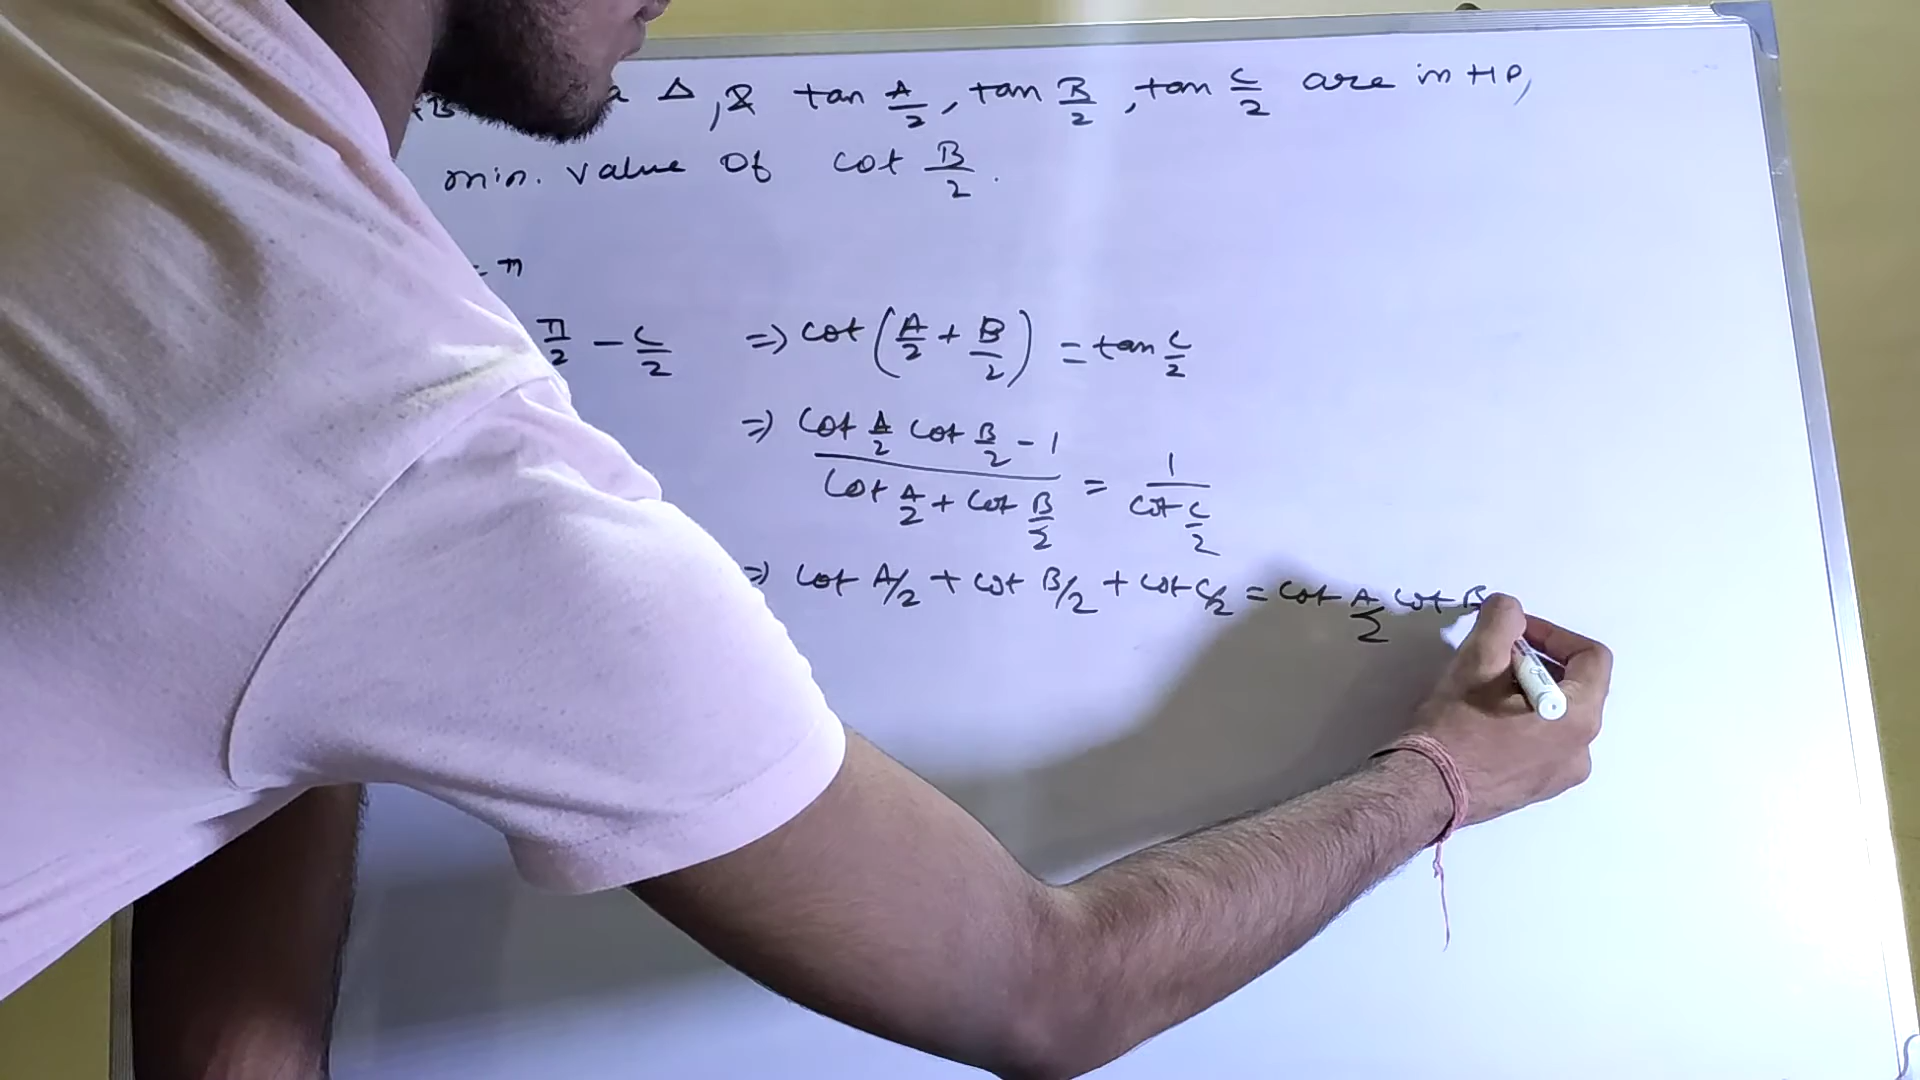 a Δ, & tan A/2, tan B/2, tan C/2 are in HP,
min. value of cot B/2.
= π
π/2 - C/2 => cot (A/2 + B/2) = tan C/2
=> (cot A/2 cot B/2 - 1)/(cot A/2 + cot B/2) = 1/(cot C/2)
=> cot A/2 + cot B/2 + cot C/2 = cot A/2 cot B